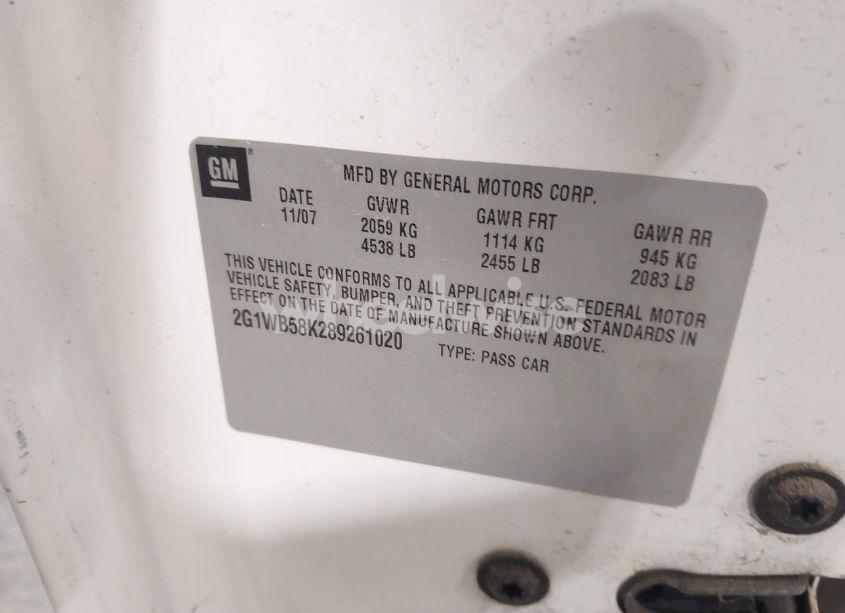 GM
MFD BY GENERAL MOTORS CORP.
DATE GVWR GAWR FRT GAWR RR
11/07 2059 KG 1114 KG 945 KG
4538 LB 2455 LB 2083 LB
THIS VEHICLE CONFORMS TO ALL APPLICABLE U.S. FEDERAL MOTOR
VEHICLE SAFETY, BUMPER, AND THEFT PREVENTION STANDARDS IN
EFFECT ON THE DATE OF MANUFACTURE SHOWN ABOVE.
2G1WB58K289261020 TYPE: PASS CAR